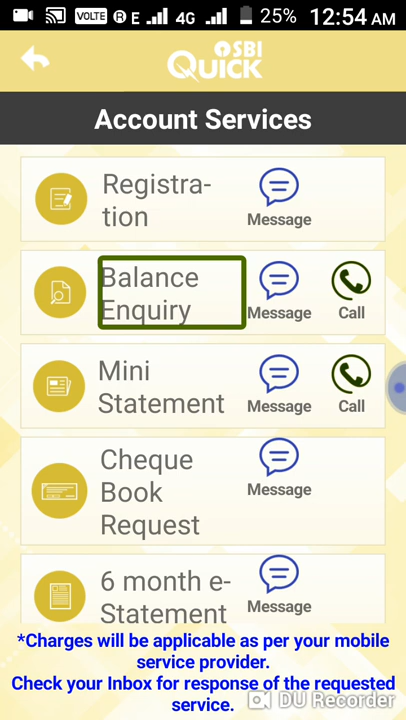 VOLTE R E 4G 25% 12:54 AM
SBI
QUICK
Account Services
Registra-
tion
Message
Balance
Enquiry
Message
Call
Mini
Statement
Message
Call
Cheque
Book
Request
Message
6 month e-
Statement
Message
*Charges will be applicable as per your mobile
service provider.
Check your Inbox for response of the requested
service.
DU Recorder